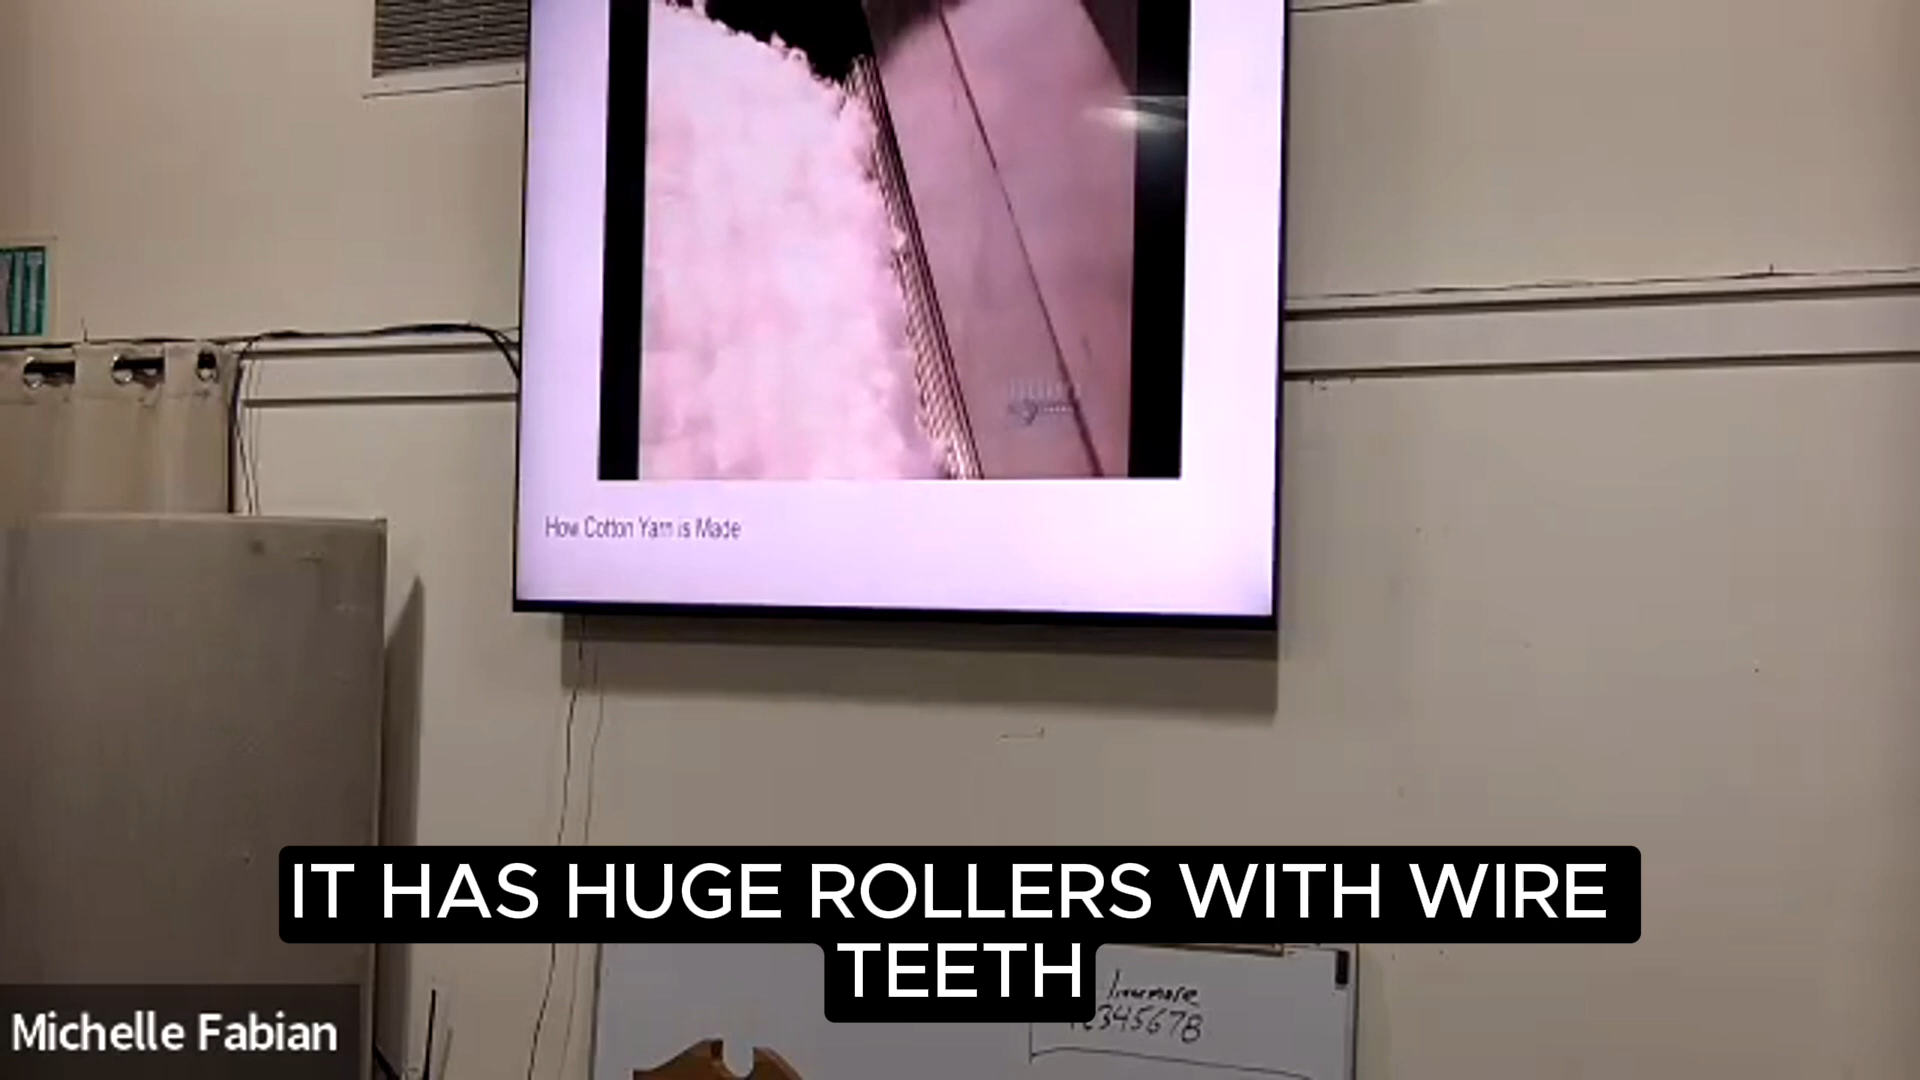 How Cotton Yarn is Made
IT HAS HUGE ROLLERS WITH WIRE
TEETH
Michelle Fabian